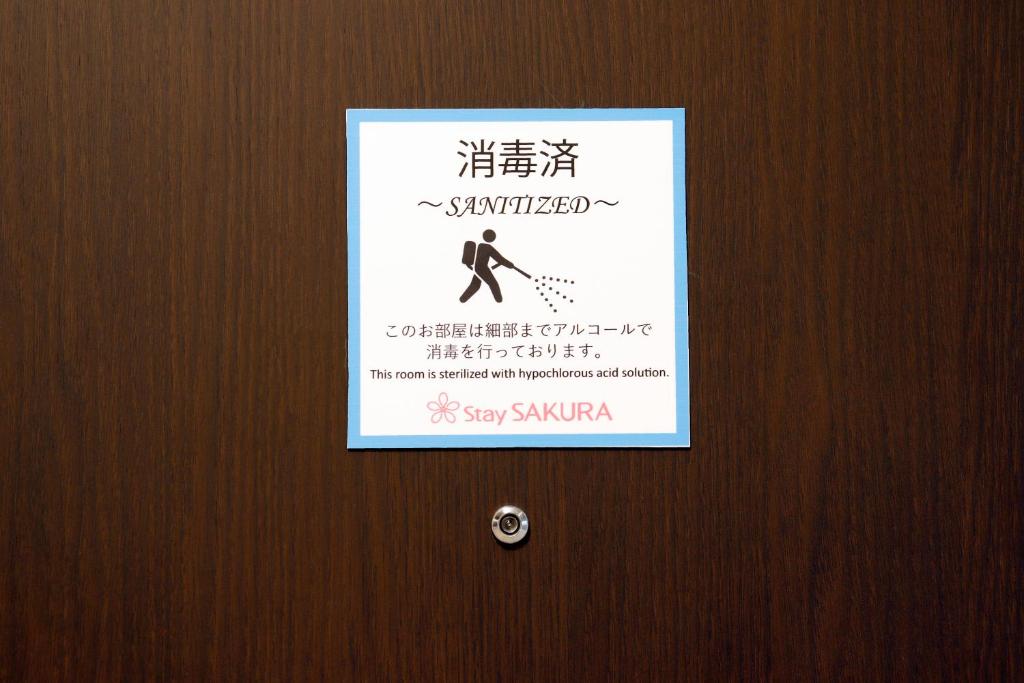 消毒済
～SANITIZED～
このお部屋は細部までアルコールで
消毒を行っております。
This room is sterilized with hypochlorous acid solution.
Stay SAKURA